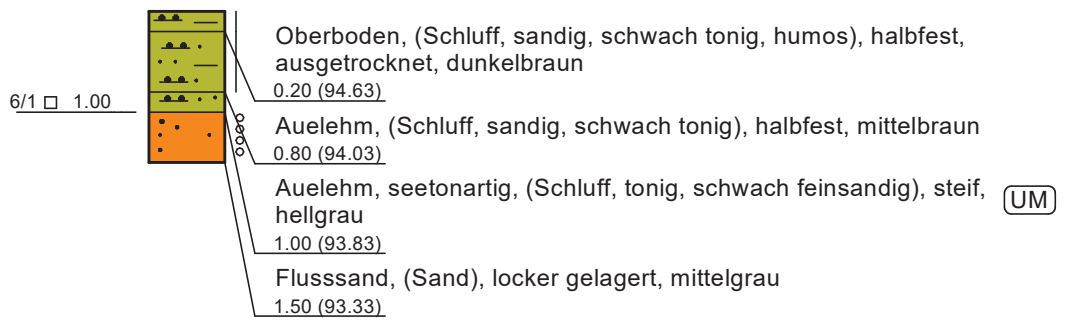 Oberboden, (Schluff, sandig, schwach tonig, humos), halbfest,
ausgetrocknet, dunkelbraun
0.20 (94.63)
6/1 1.00
Auelehm, (Schluff, sandig, schwach tonig), halbfest, mittelbraun
0.80 (94.03)
Auelehm, seetonartig, (Schluff, tonig, schwach feinsandig), steif,
hellgrau
UM
1.00 (93.83)
Flusssand, (Sand), locker gelagert, mittelgrau
1.50 (93.33)